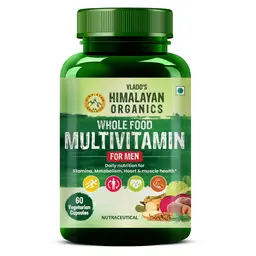 VLADO'S
HIMALAYAN
ORGANICS
WHOLE FOOD
MULTIVITAMIN
FOR MEN
Daily nutrition for
Stamina, Metabolism, Heart & muscle health*
60
Vegetarian
Capsules
NUTRACEUTICAL